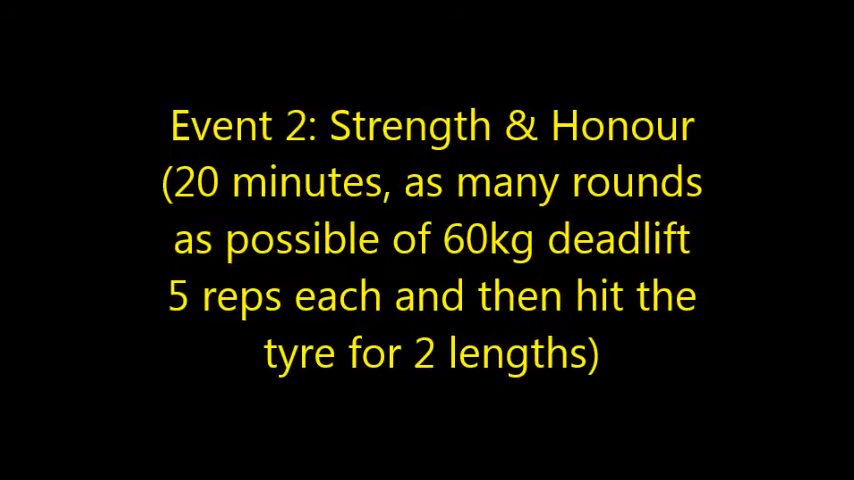 Event 2: Strength & Honour
(20 minutes, as many rounds
as possible of 60kg deadlift
5 reps each and then hit the
tyre for 2 lengths)